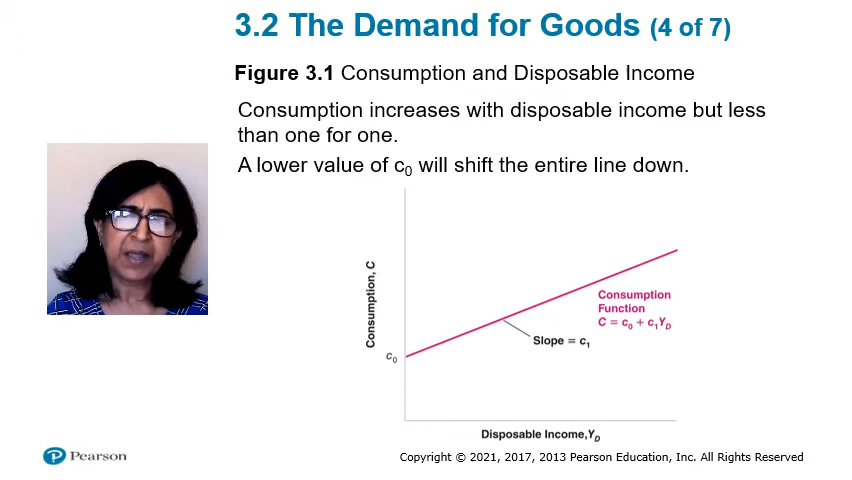 3.2 The Demand for Goods (4 of 7)
Figure 3.1 Consumption and Disposable Income
Consumption increases with disposable income but less
than one for one.
A lower value of c₀ will shift the entire line down.
Consumption, C
Consumption
Function
C = c₀ + c₁Y_D
Slope = c₁
c₀
Disposable Income, Y_D
Pearson
Copyright © 2021, 2017, 2013 Pearson Education, Inc. All Rights Reserved